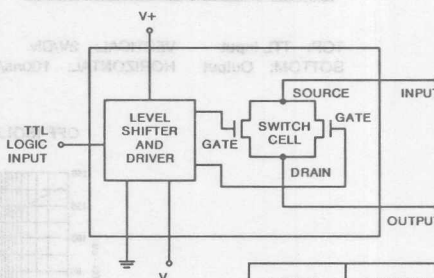 V+
SOURCE
INPUT
LEVEL
SHIFTER
AND
DRIVER
GATE
SWITCH
CELL
GATE
TTL
LOGIC
INPUT
DRAIN
OUTPUT
V